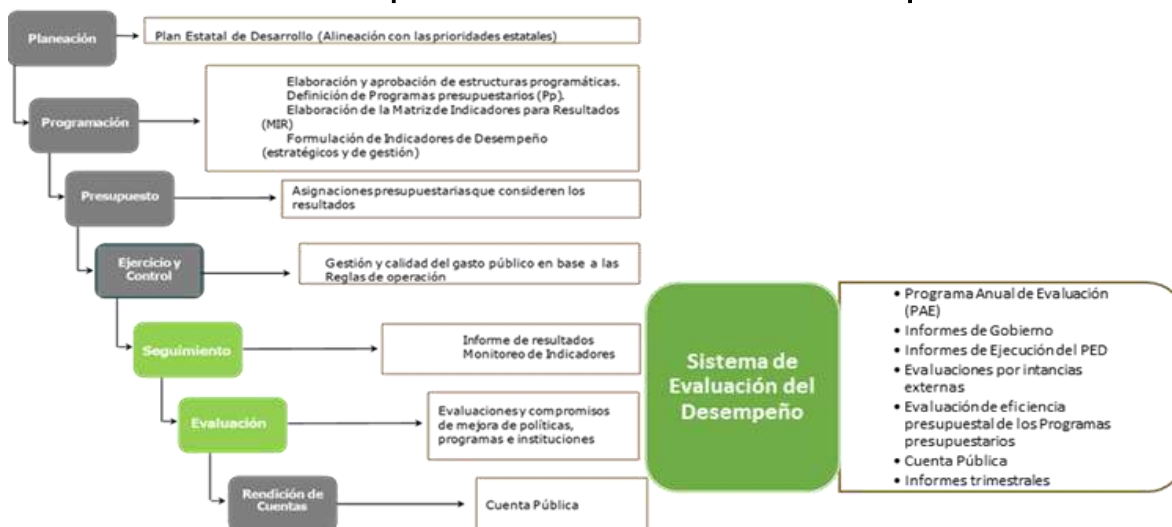 Planeación
Plan Estatal de Desarrollo (Alineación con las prioridades estatales)
Programación
Elaboración y aprobación de estructuras programáticas.
Definición de Programas presupuestarios (Pp).
Elaboración de la Matriz de Indicadores para Resultados
(MIR)
Formulación de Indicadores de Desempeño
(estratégicos y de gestión)
Presupuesto
Asignaciones presupuestarias que consideren los
resultados
Ejercicio y
Control
Gestión y calidad del gasto público en base a las
Reglas de operación
Seguimiento
Informe de resultados
Monitoreo de Indicadores
Evaluación
Evaluaciones y compromisos
de mejora de políticas,
programas e instituciones
Rendición de
Cuentas
Cuenta Pública
Sistema de
Evaluación del
Desempeño
• Programa Anual de Evaluación
(PAE)
• Informes de Gobierno
• Informes de Ejecución del PED
• Evaluaciones por intancias
externas
• Evaluación de eficiencia
presupuestal de los Programas
presupuestarios
• Cuenta Pública
• Informes trimestrales